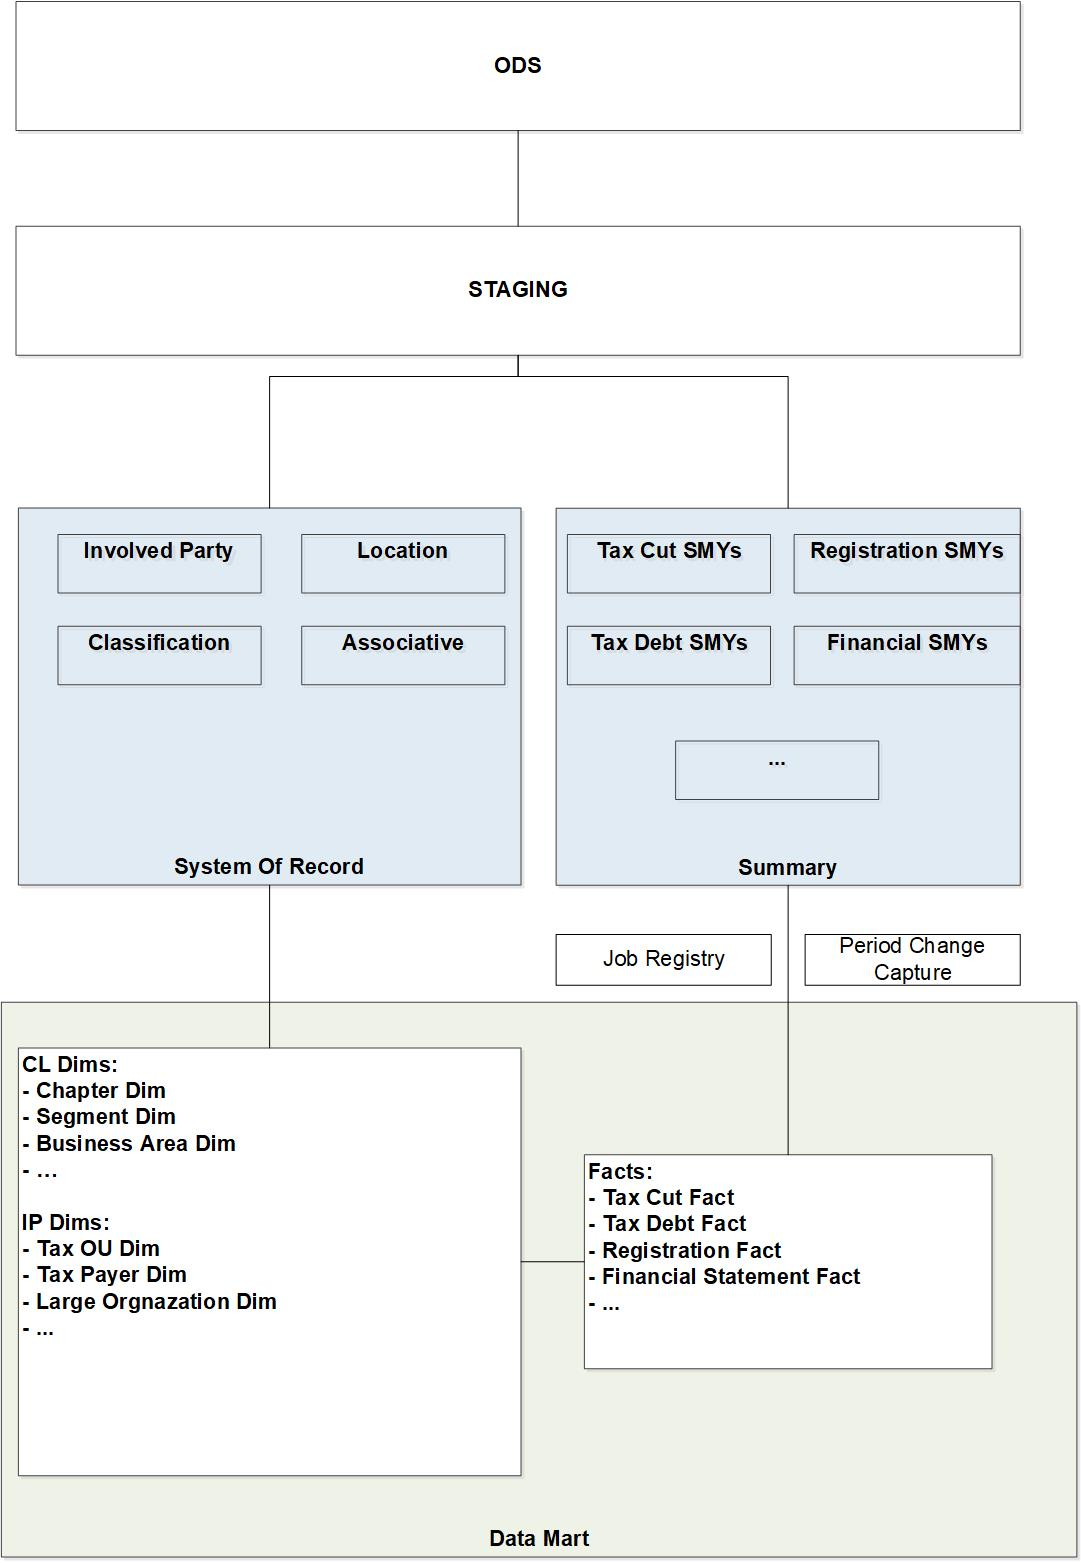 ODS
STAGING
Involved Party
Location
Classification
Associative
System Of Record
Tax Cut SMYs
Registration SMYs
Tax Debt SMYs
Financial SMYs
...
Summary
Job Registry
Period Change
Capture
CL Dims:
- Chapter Dim
- Segment Dim
- Business Area Dim
- ...
IP Dims:
- Tax OU Dim
- Tax Payer Dim
- Large Orgnazation Dim
- ...
Facts:
- Tax Cut Fact
- Tax Debt Fact
- Registration Fact
- Financial Statement Fact
- ...
Data Mart